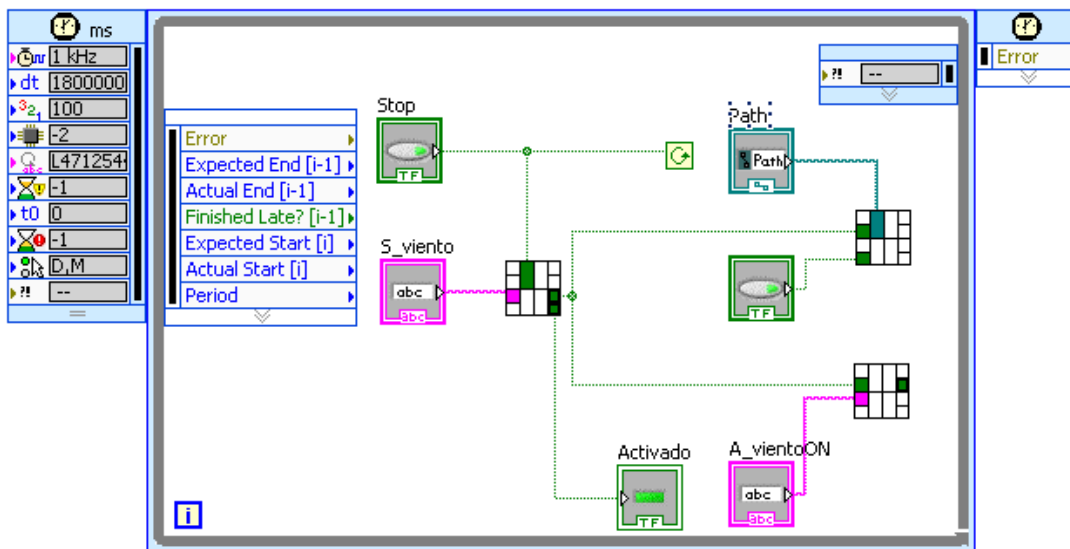 ms
1 kHz
dt 1800000
321 100
-2
abc L471254
-1
t0 0
-1
D,M
?! --
Error
Expected End [i-1]
Actual End [i-1]
Finished Late? [i-1]
Expected Start [i]
Actual Start [i]
Period
Stop
TF
S_viento
abc
abc
?! --
Error
Path
Path
TF
Activado
TF
A_vientoON
abc
abc
i